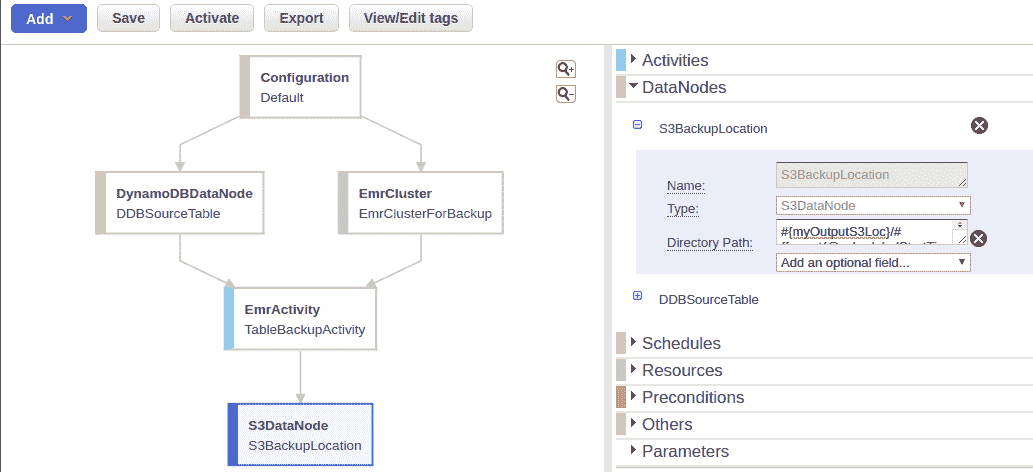 Add Save Activate Export View/Edit tags
Configuration
Default
DynamoDBDataNode
DDBSourceTable
EmrCluster
EmrClusterForBackup
EmrActivity
TableBackupActivity
S3DataNode
S3BackupLocation
Activities
DataNodes
S3BackupLocation
Name: S3BackupLocation
Type: S3DataNode
Directory Path: #{myOutputS3Loc}/#
Add an optional field...
DDBSourceTable
Schedules
Resources
Preconditions
Others
Parameters